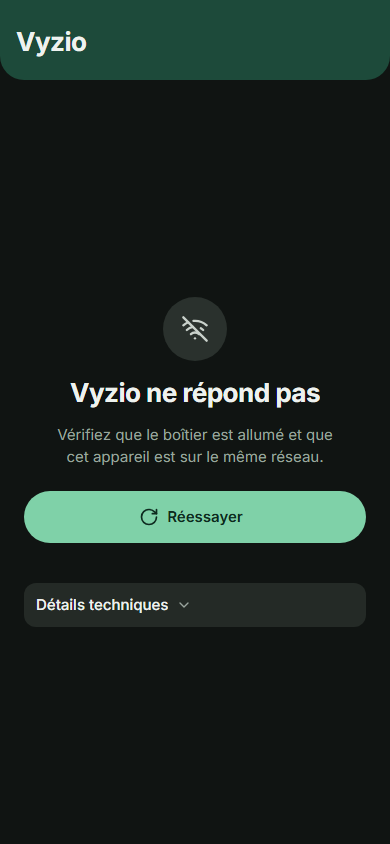 Vyzio
Vyzio ne répond pas
Vérifiez que le boîtier est allumé et que
cet appareil est sur le même réseau.
Réessayer
Détails techniques